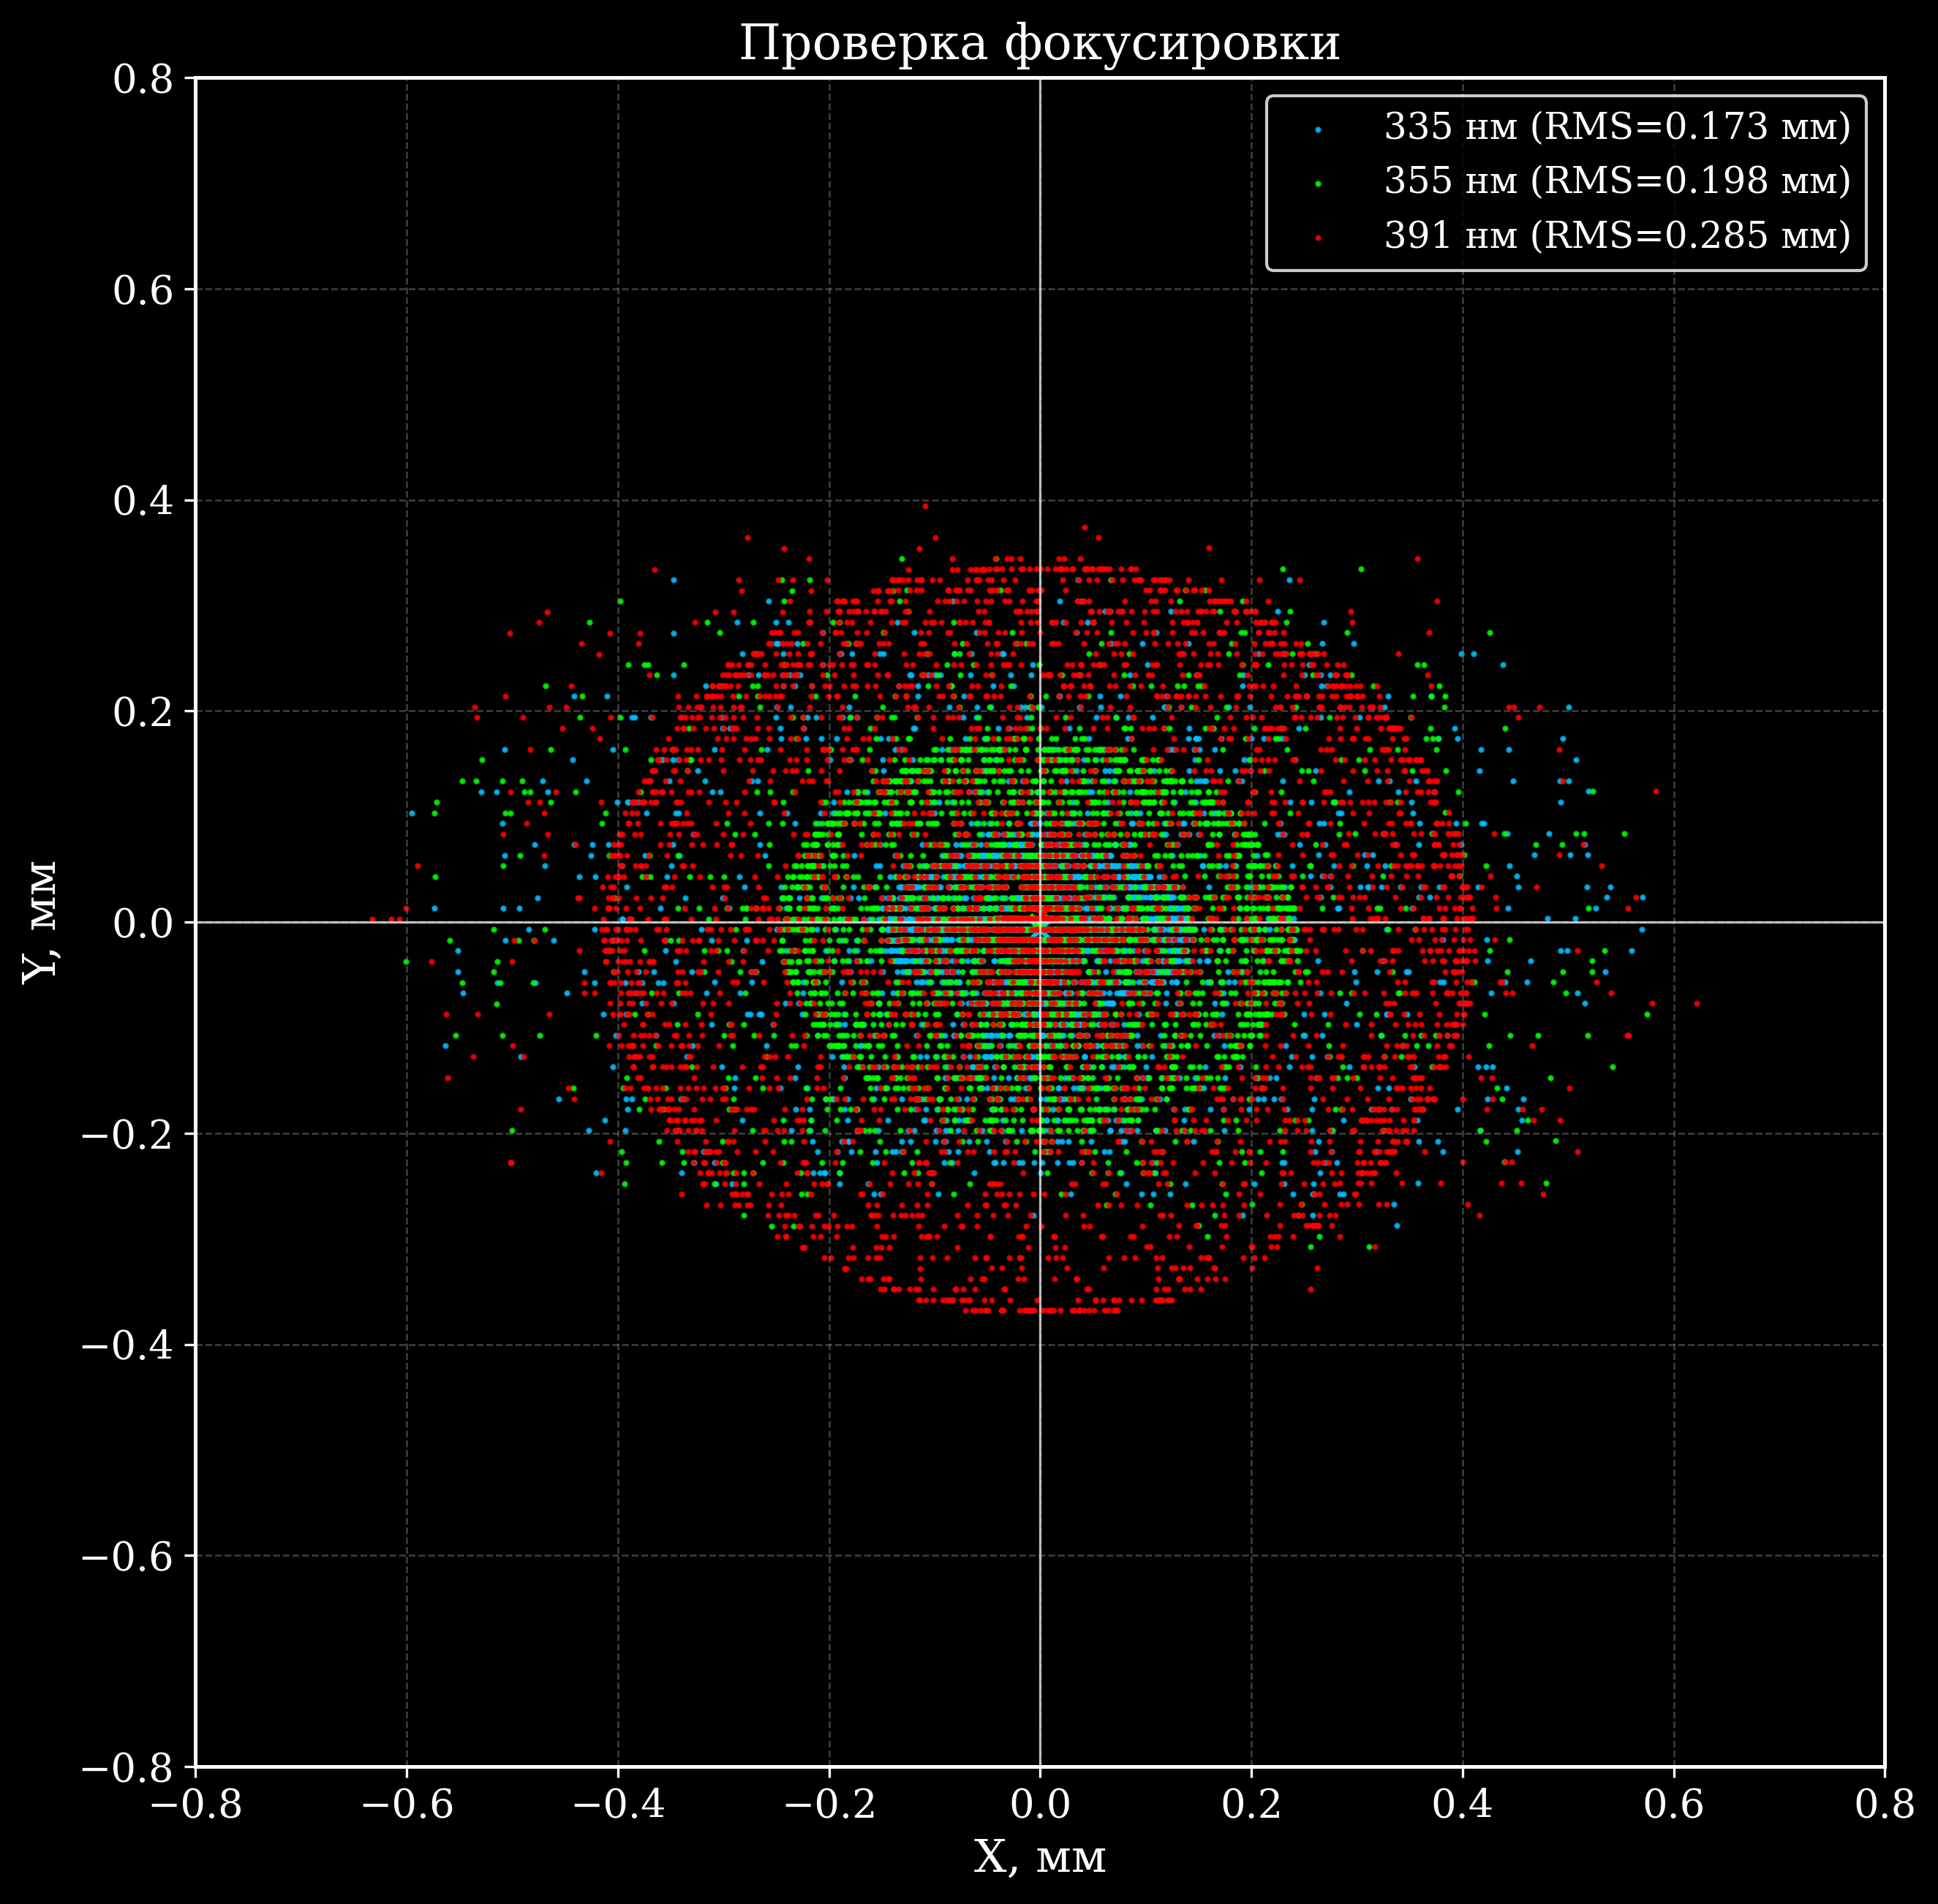 Проверка фокусировки
335 нм (RMS=0.173 мм)
355 нм (RMS=0.198 мм)
391 нм (RMS=0.285 мм)
0.8
0.6
0.4
0.2
0.0
−0.2
−0.4
−0.6
−0.8
Y, мм
−0.8 −0.6 −0.4 −0.2 0.0 0.2 0.4 0.6 0.8
X, мм